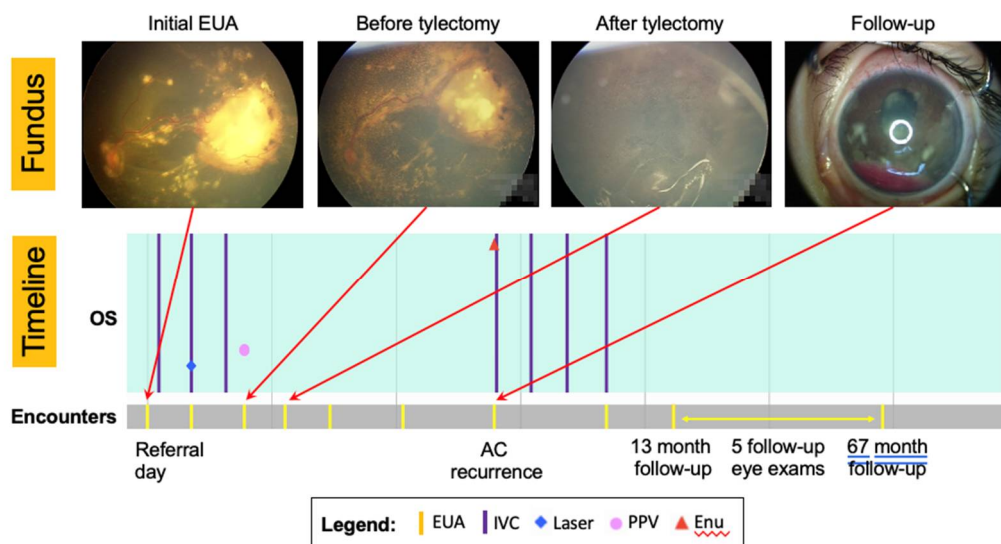 Initial EUA
Before tylectomy
After tylectomy
Follow-up
Fundus
Timeline
OS
Encounters
Referral
day
AC
recurrence
13 month
follow-up
5 follow-up
eye exams
67 month
follow-up
Legend:
EUA
IVC
Laser
PPV
Enu